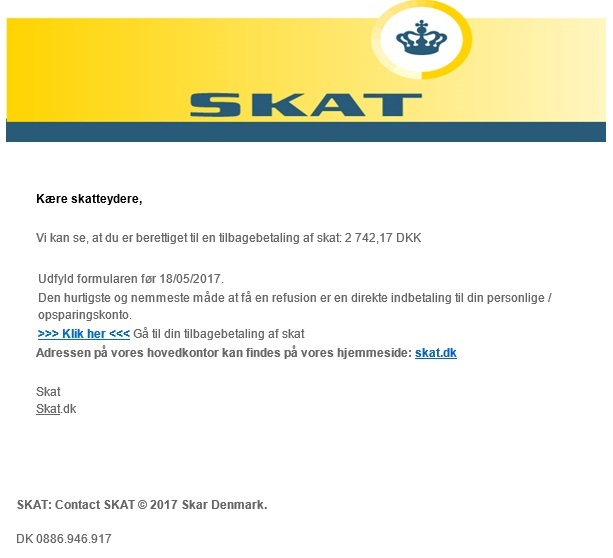 SKAT
Kære skatteydere,
Vi kan se, at du er berettiget til en tilbagebetaling af skat: 2 742,17 DKK
Udfyld formularen før 18/05/2017.
Den hurtigste og nemmeste måde at få en refusion er en direkte indbetaling til din personlige /
opsparingskonto.
>>> Klik her <<< Gå til din tilbagebetaling af skat
Adressen på vores hovedkontor kan findes på vores hjemmeside: skat.dk
Skat
Skat.dk
SKAT: Contact SKAT © 2017 Skar Denmark.
DK 0886.946.917